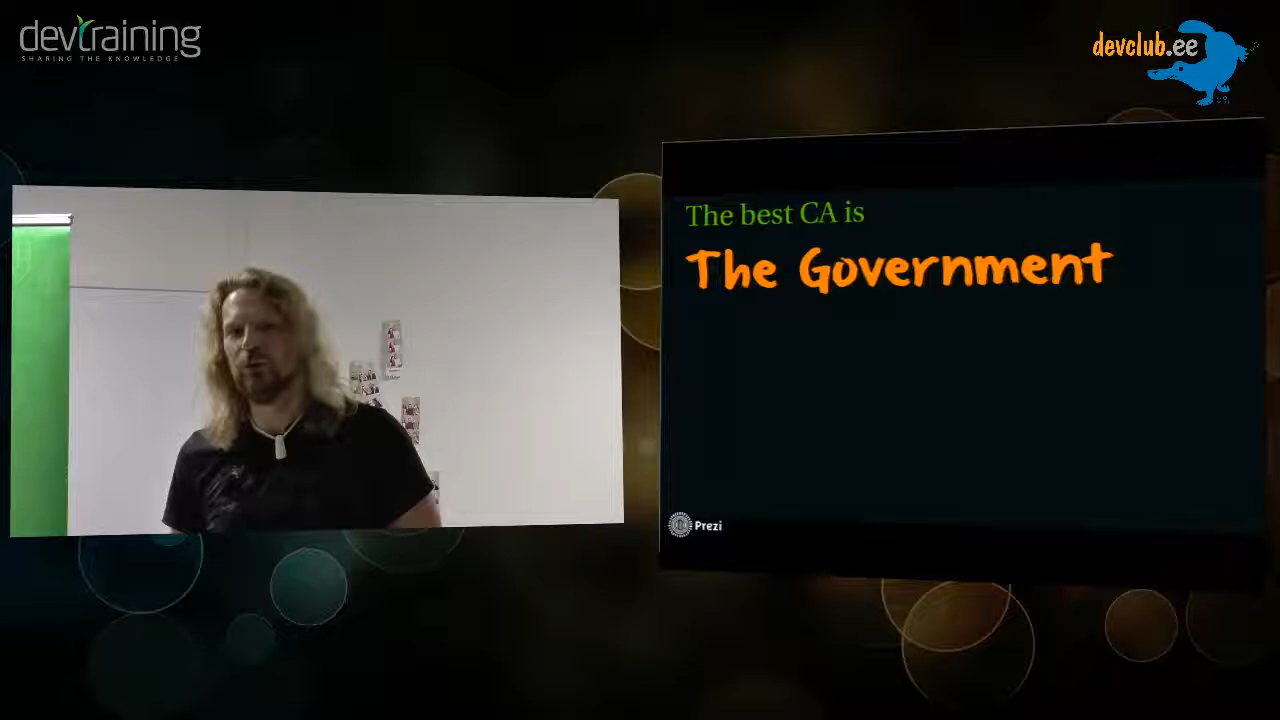 devtraining
SHARING THE KNOWLEDGE
devclub.ee
The best CA is
The Government
Prezi